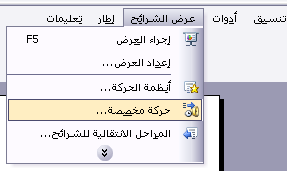 تنسيق أدوات عرض الشرائح إطار تعليمات
إجراء العرض F5
إعداد العرض...
أنظمة الحركة...
حركة مخصصة...
المراحل الانتقالية للشرائح...